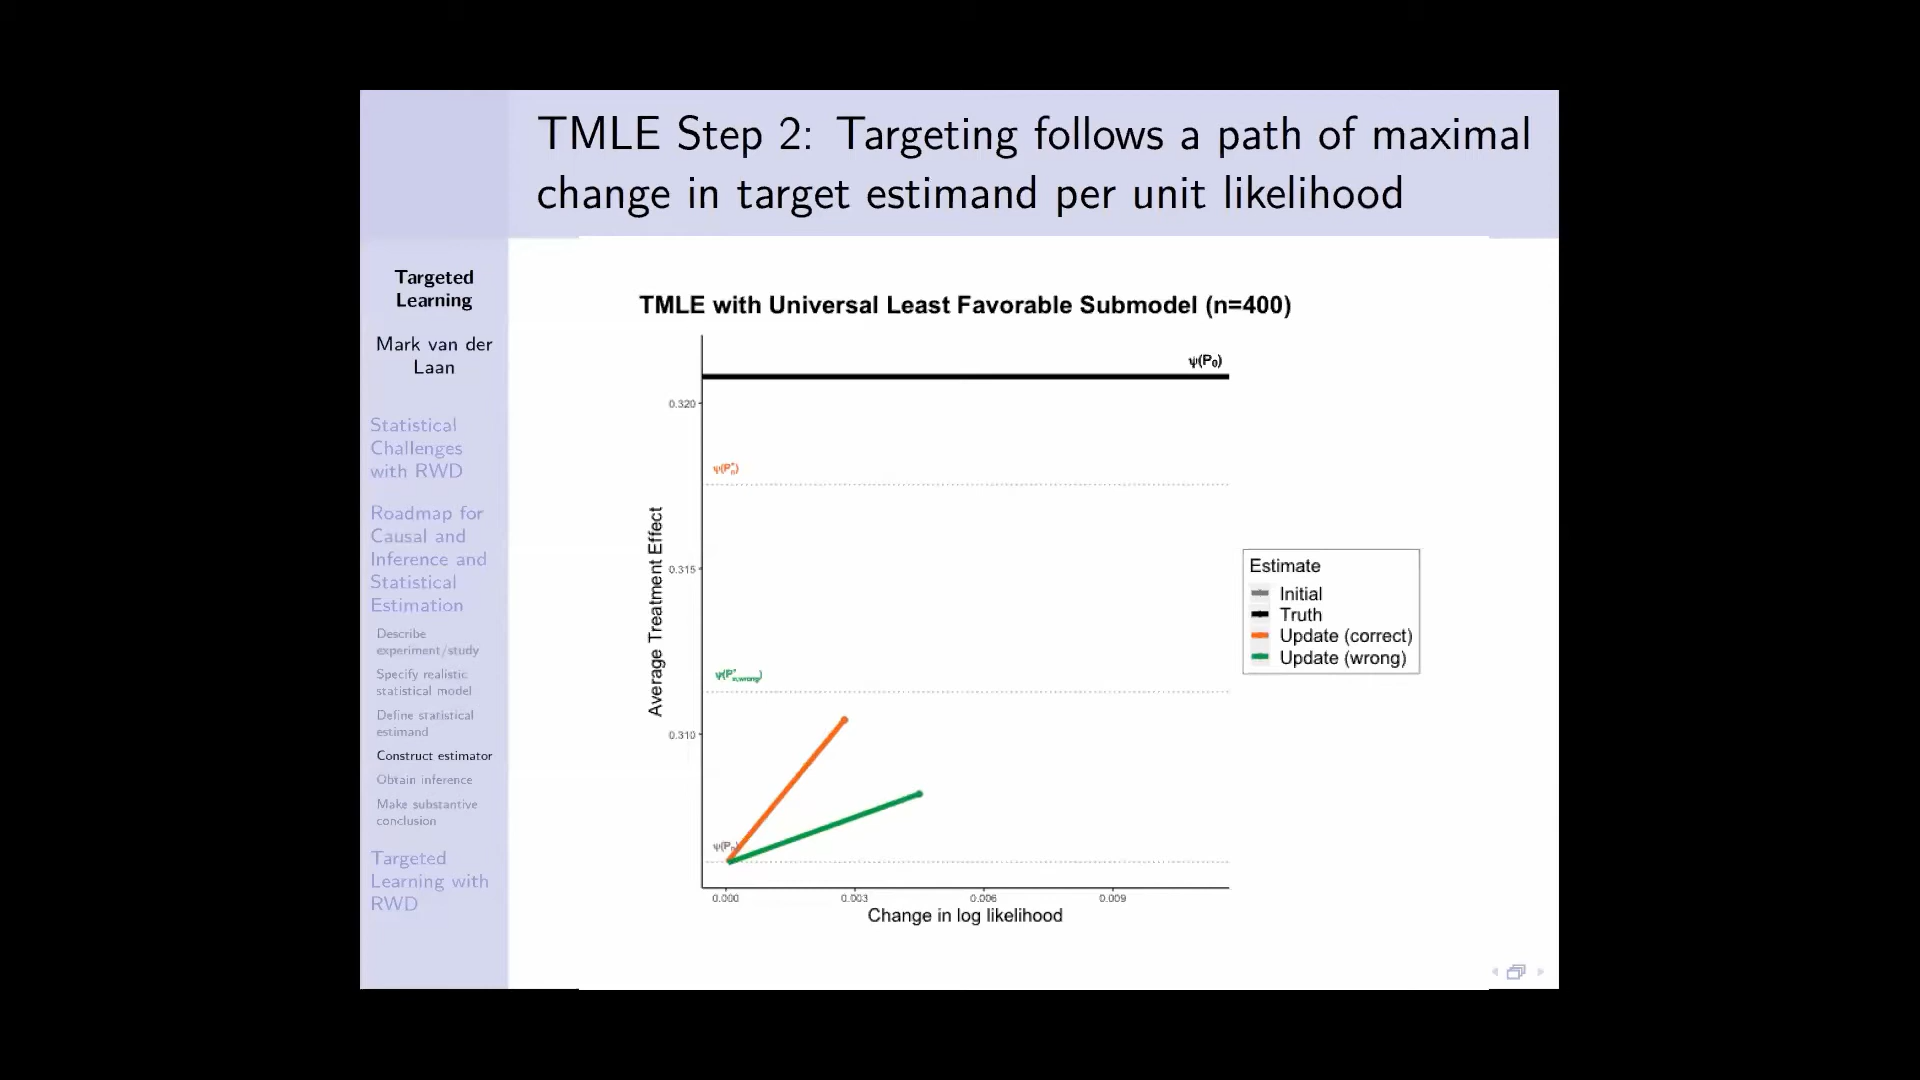 TMLE Step 2: Targeting follows a path of maximal
change in target estimand per unit likelihood
Targeted
Learning
Mark van der
Laan
Statistical
Challenges
with RWD
Roadmap for
Causal and
Inference and
Statistical
Estimation
Describe
experiment/study
Specify realistic
statistical model
Define statistical
estimand
Construct estimator
Obtain inference
Make substantive
conclusion
Targeted
Learning with
RWD
TMLE with Universal Least Favorable Submodel (n=400)
ψ(P₀)
0.320
ψ(Pₙ*)
0.315
Average Treatment Effect
ψ(P*ₙ,wrong)
0.310
ψ(Pₙ)
0.000
0.003
0.006
0.009
Change in log likelihood
Estimate
Initial
Truth
Update (correct)
Update (wrong)